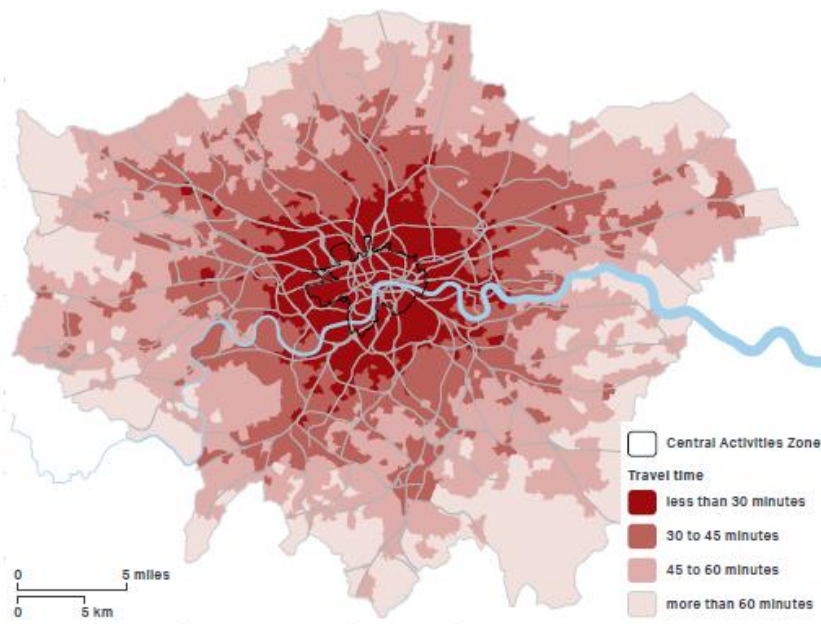 Central Activities Zone
Travel time
less than 30 minutes
30 to 45 minutes
45 to 60 minutes
more than 60 minutes
0 5 miles
0 5 km